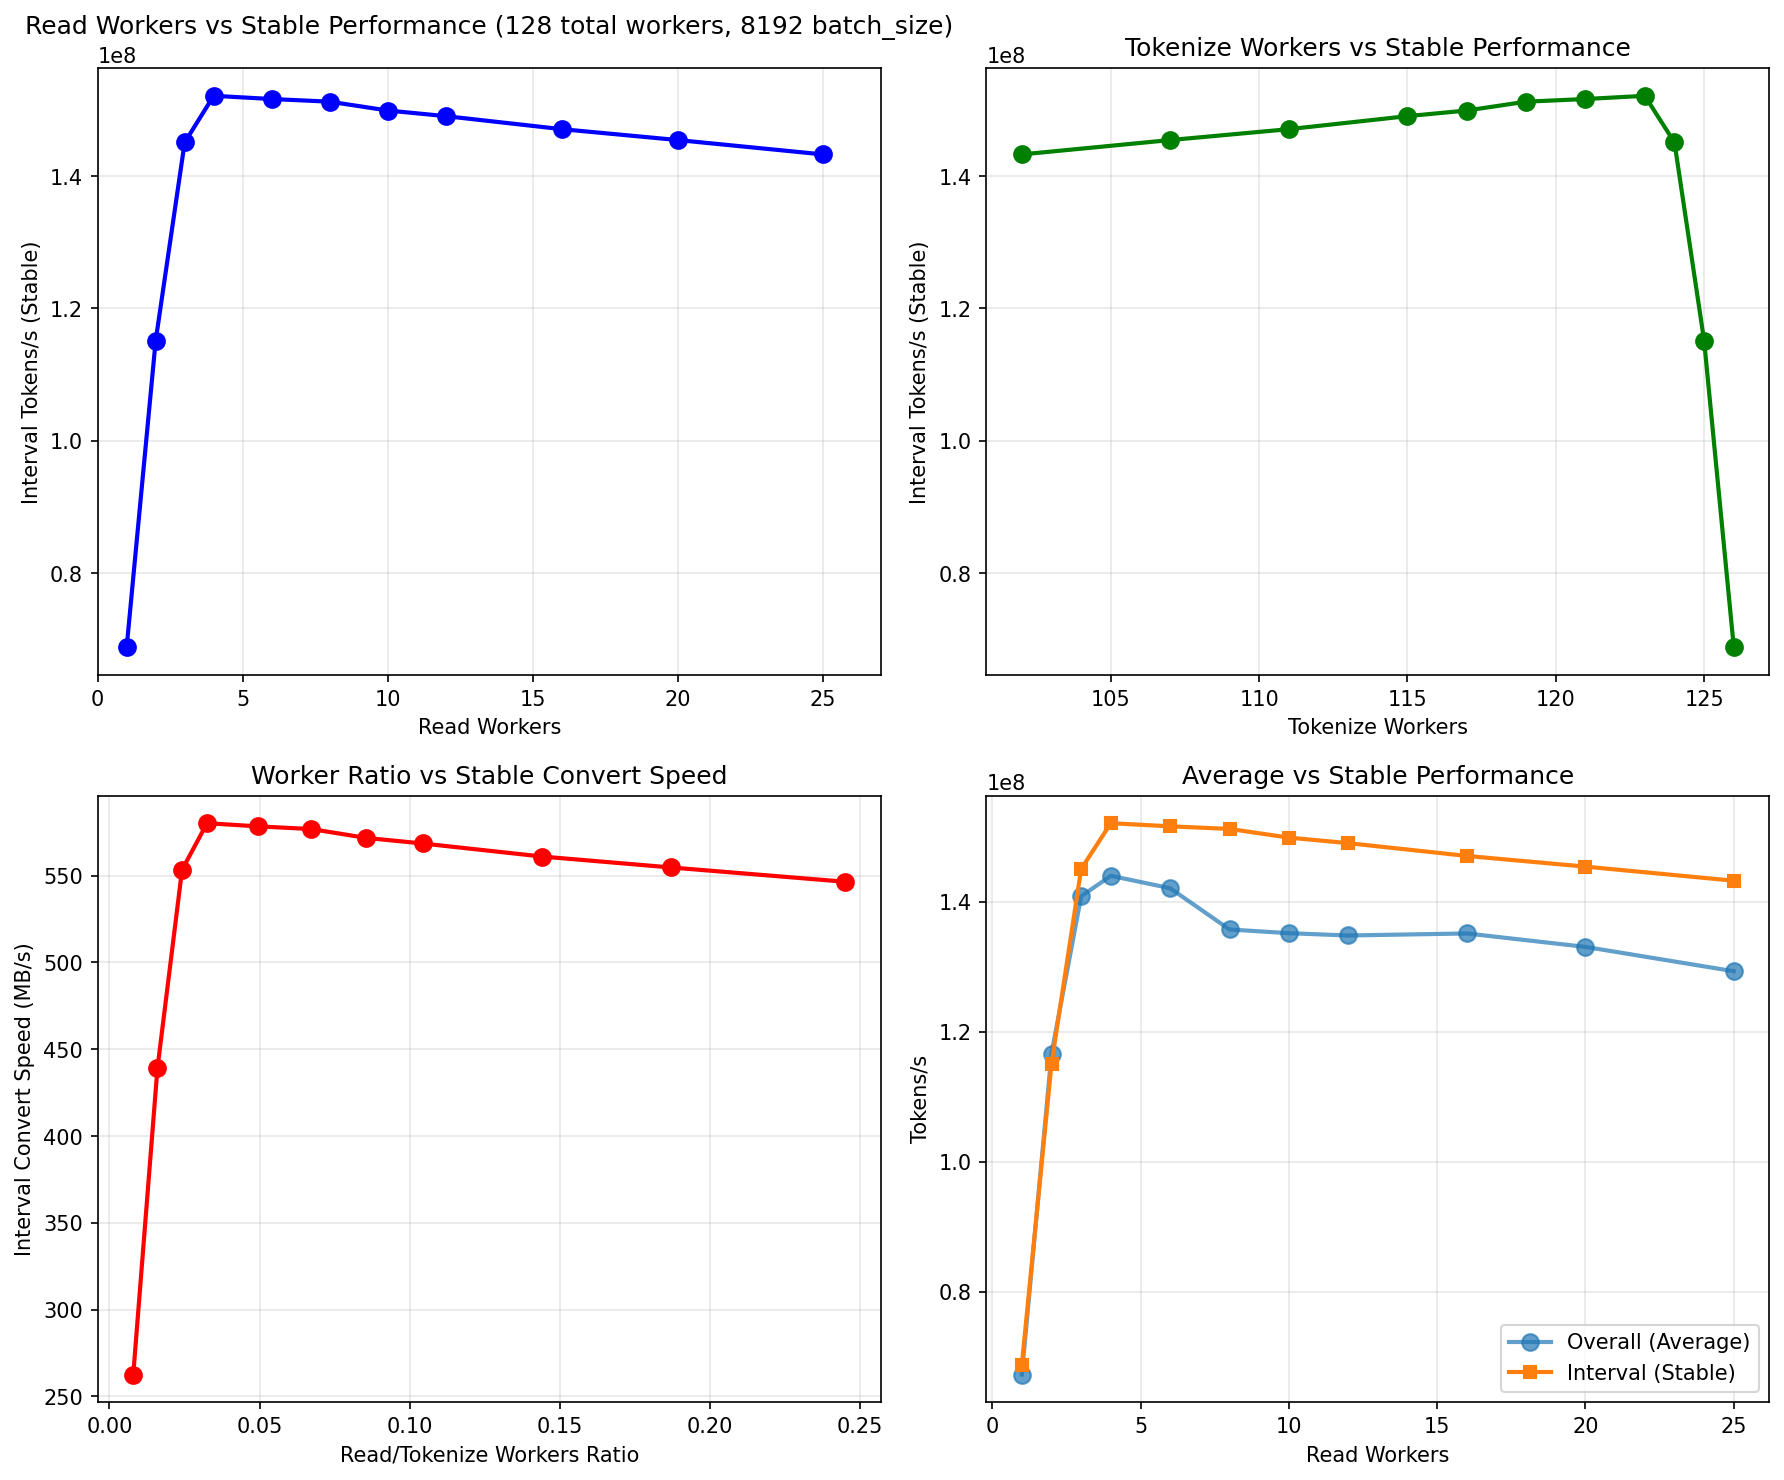 Read Workers vs Stable Performance (128 total workers, 8192 batch_size)
1e8
1.4
1.2
1.0
0.8
Interval Tokens/s (Stable)
0 5 10 15 20 25
Read Workers
Tokenize Workers vs Stable Performance
1e8
1.4
1.2
1.0
0.8
Interval Tokens/s (Stable)
105 110 115 120 125
Tokenize Workers
Worker Ratio vs Stable Convert Speed
550
500
450
400
350
300
250
Interval Convert Speed (MB/s)
0.00 0.05 0.10 0.15 0.20 0.25
Read/Tokenize Workers Ratio
Average vs Stable Performance
1e8
1.4
1.2
1.0
0.8
Tokens/s
Overall (Average)
Interval (Stable)
0 5 10 15 20 25
Read Workers